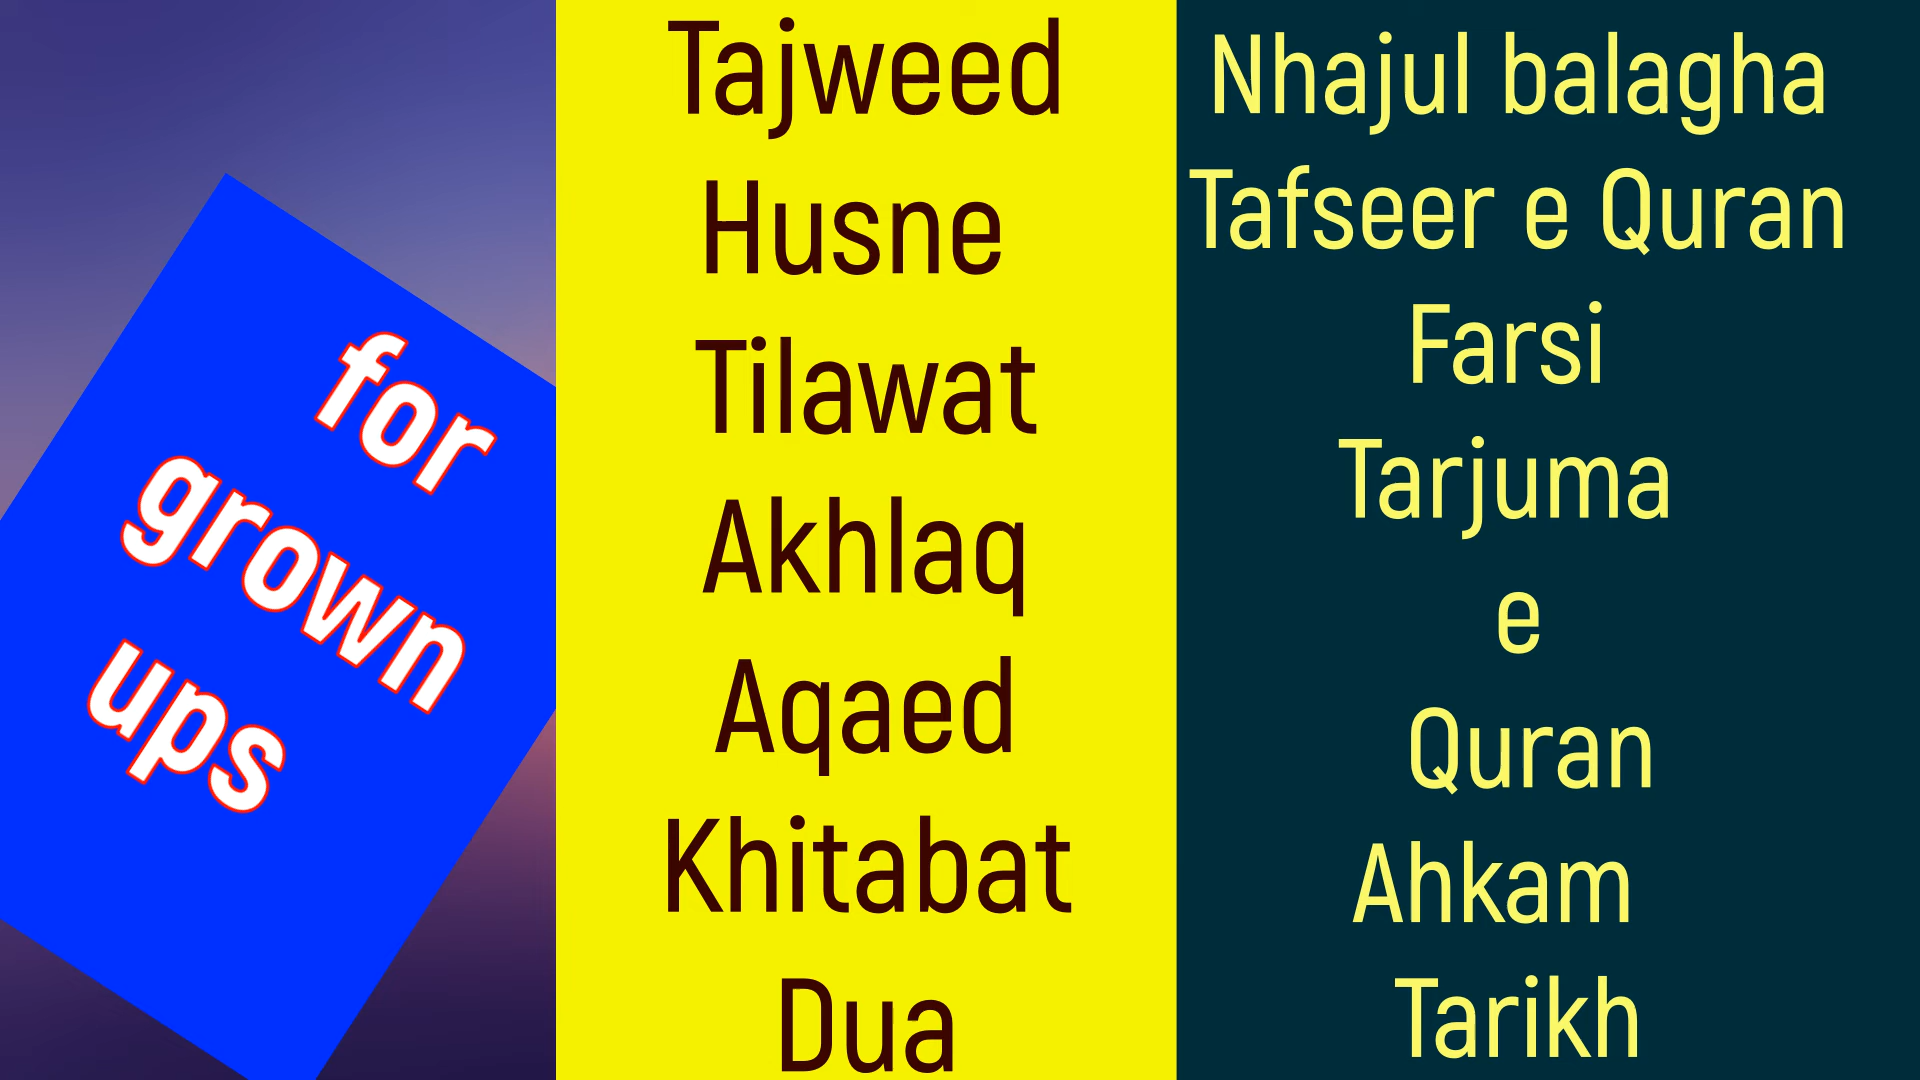 for
grown
ups
Tajweed
Husne
Tilawat
Akhlaq
Aqaed
Khitabat
Dua
Nhajul balagha
Tafseer e Quran
Farsi
Tarjuma
e
Quran
Ahkam
Tarikh